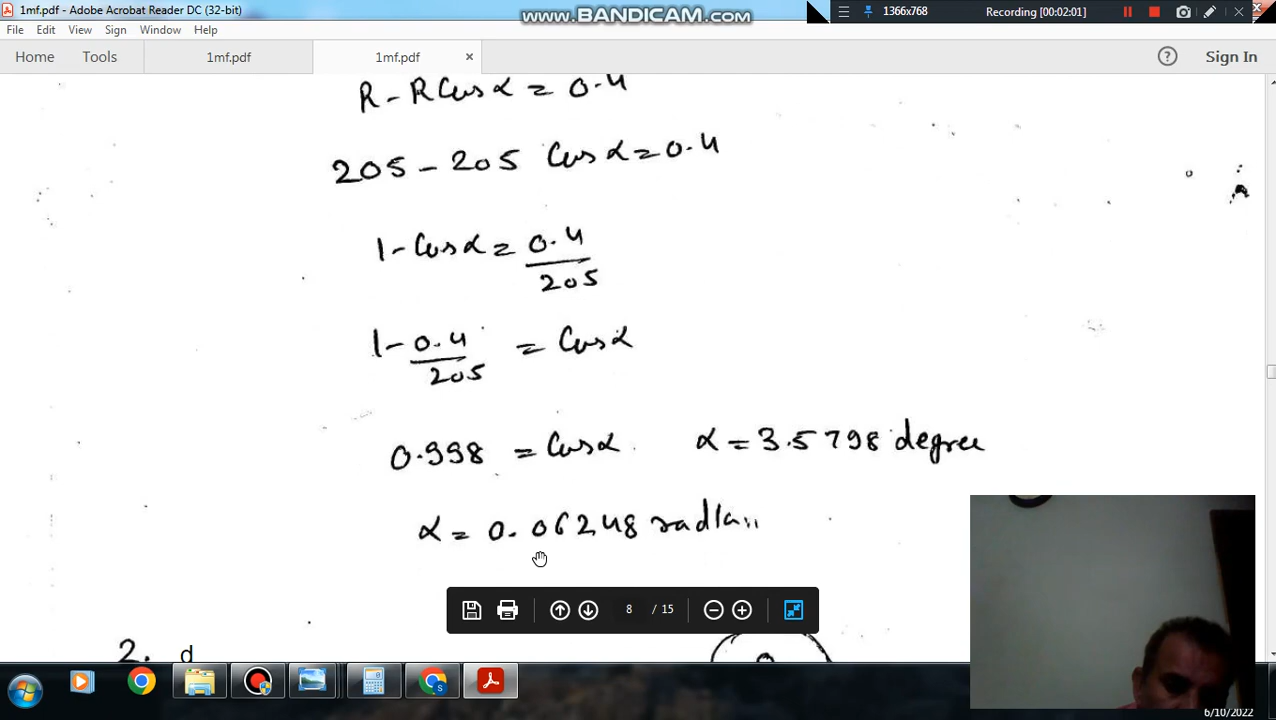 1mf.pdf - Adobe Acrobat Reader DC (32-bit)
www.BANDICAM.com
1366x768
Recording [00:02:01]
File Edit View Sign Window Help
Home Tools 1mf.pdf 1mf.pdf × Sign In
R - R Cos α = 0.4
205 - 205 Cos α = 0.4
1 - Cos α = 0.4
205
1 - 0.4 = Cos α
205
0.998 = Cos α α = 3.5798 degree
α = 0.06248 radian
8 / 15
2. d
6/10/2022